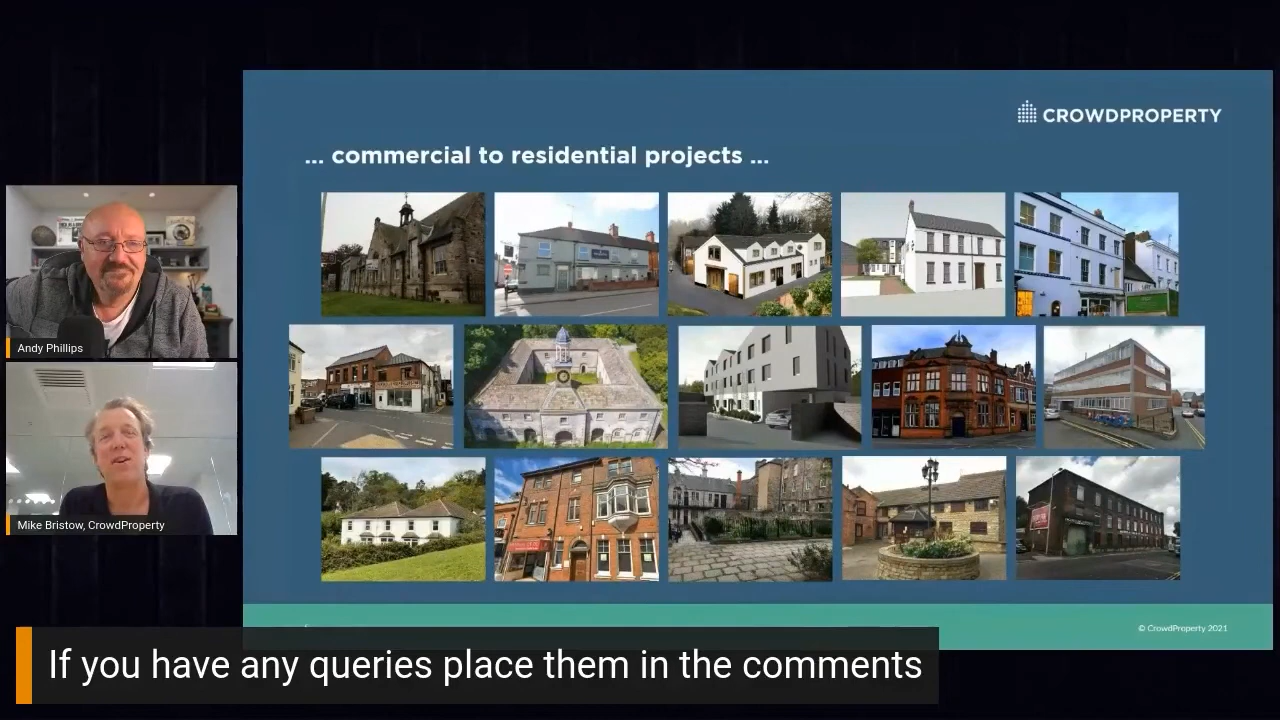 CROWDPROPERTY
... commercial to residential projects ...
Andy Phillips
Mike Bristow, CrowdProperty
© CrowdProperty 2021
If you have any queries place them in the comments